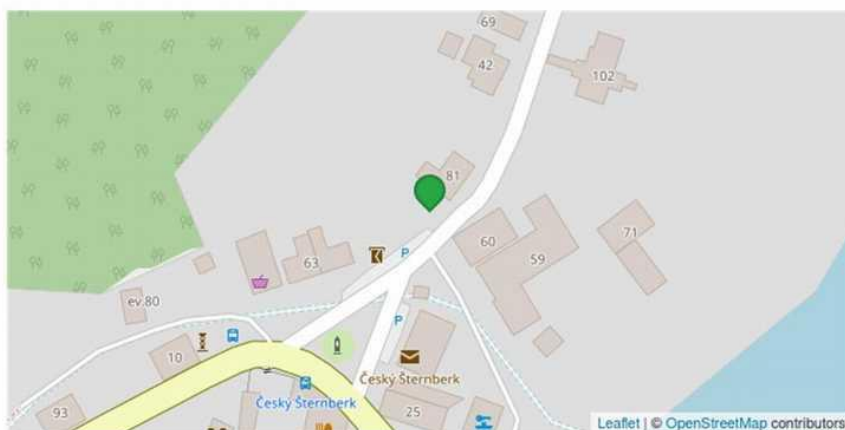 69
42
102
81
60
59
71
63
P
ev.80
P
10
Český Šternberk
93
Český Šternberk
25
Leaflet | © OpenStreetMap contributors